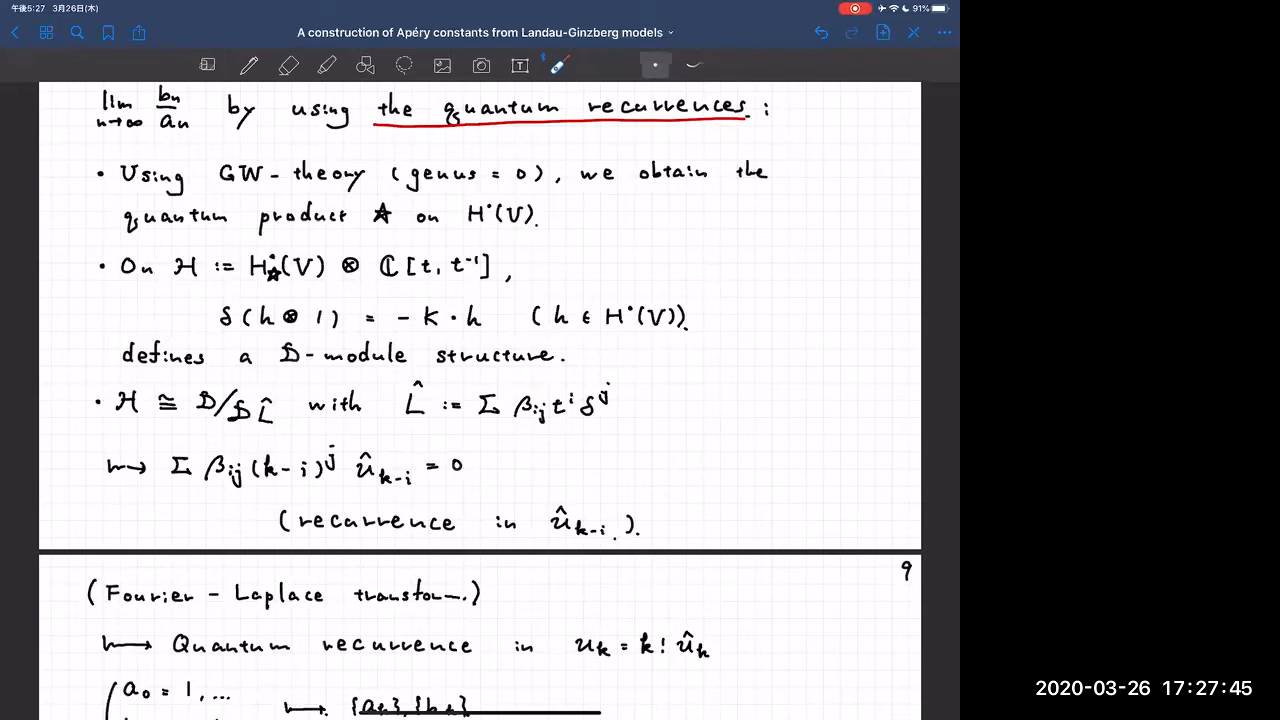 午後5:27 3月26日(木)
91%
A construction of Apéry constants from Landau-Ginzberg models
lim n→∞ bn/an by using the quantum recurrences :
• Using GW-theory (genus = 0), we obtain the
quantum product ★ on H˙(V).
• On ℋ := H˙★(V) ⊗ ℂ[t, t⁻¹],
δ(h ⊗ 1) = -K · h (h ∈ H˙(V)).
defines a D-module structure.
• ℋ ≅ D/DL̂ with L̂ := Σ βij tⁱ δʲ
↦ Σ βij (k-i)ʲ ûk-i = 0
(recurrence in ûk-i.).
9
(Fourier - Laplace transform.)
↦ Quantum recurrence in uk = k! ûk
a₀ = 1, ...
↦ {an}, {bn}
2020-03-26 17:27:45